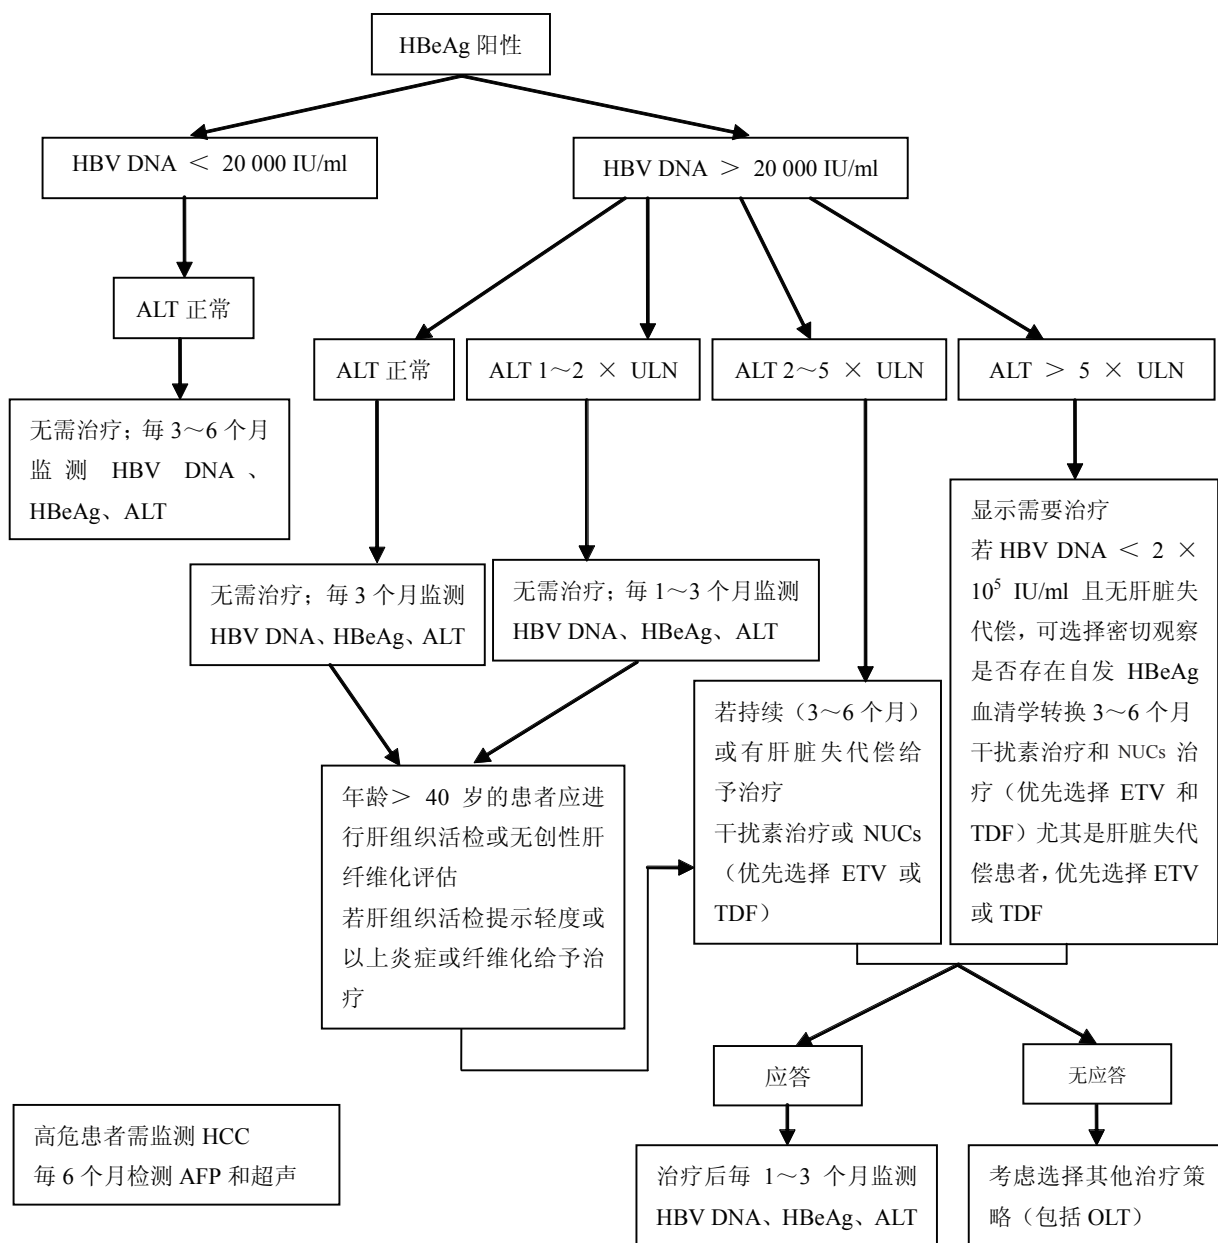 HBeAg 阳性
HBV DNA ＜ 20 000 IU/ml
HBV DNA ＞ 20 000 IU/ml
ALT 正常
ALT 正常
ALT 1～2 × ULN
ALT 2～5 × ULN
ALT ＞ 5 × ULN
无需治疗；每 3～6 个月
监测 HBV DNA、
HBeAg、ALT
无需治疗；每 3 个月监测
HBV DNA、HBeAg、ALT
无需治疗；每 1～3 个月监测
HBV DNA、HBeAg、ALT
若持续（3～6 个月）
或有肝脏失代偿给
予治疗
干扰素治疗或 NUCs
（优先选择 ETV 或
TDF）
显示需要治疗
若 HBV DNA ＜ 2 ×
10⁵ IU/ml 且无肝脏失
代偿，可选择密切观察
是否存在自发 HBeAg
血清学转换 3～6 个月
干扰素治疗和 NUCs 治
疗（优先选择 ETV 和
TDF）尤其是肝脏失代
偿患者，优先选择 ETV
或 TDF
年龄＞ 40 岁的患者应进
行肝组织活检或无创性肝
纤维化评估
若肝组织活检提示轻度或
以上炎症或纤维化给予治
疗
应答
无应答
治疗后每 1～3 个月监测
HBV DNA、HBeAg、ALT
考虑选择其他治疗策
略（包括 OLT）
高危患者需监测 HCC
每 6 个月检测 AFP 和超声